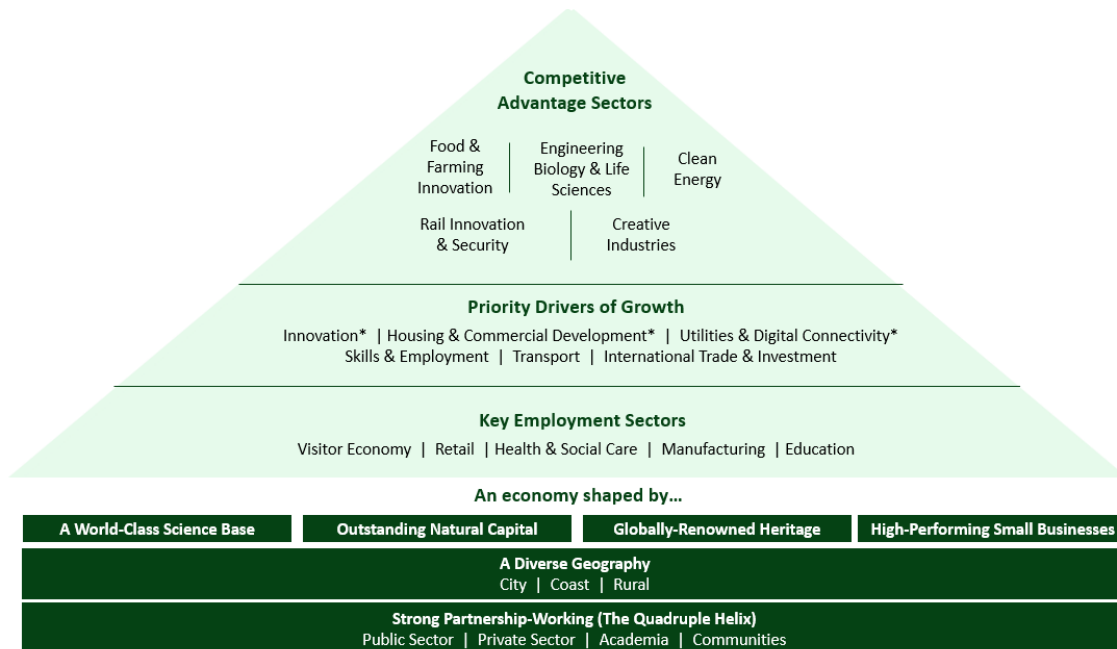 Competitive
Advantage Sectors
Food &
Farming
Innovation
Engineering
Biology & Life
Sciences
Clean
Energy
Rail Innovation
& Security
Creative
Industries
Priority Drivers of Growth
Innovation* | Housing & Commercial Development* | Utilities & Digital Connectivity*
Skills & Employment | Transport | International Trade & Investment
Key Employment Sectors
Visitor Economy | Retail | Health & Social Care | Manufacturing | Education
An economy shaped by...
A World-Class Science Base
Outstanding Natural Capital
Globally-Renowned Heritage
High-Performing Small Businesses
A Diverse Geography
City | Coast | Rural
Strong Partnership-Working (The Quadruple Helix)
Public Sector | Private Sector | Academia | Communities